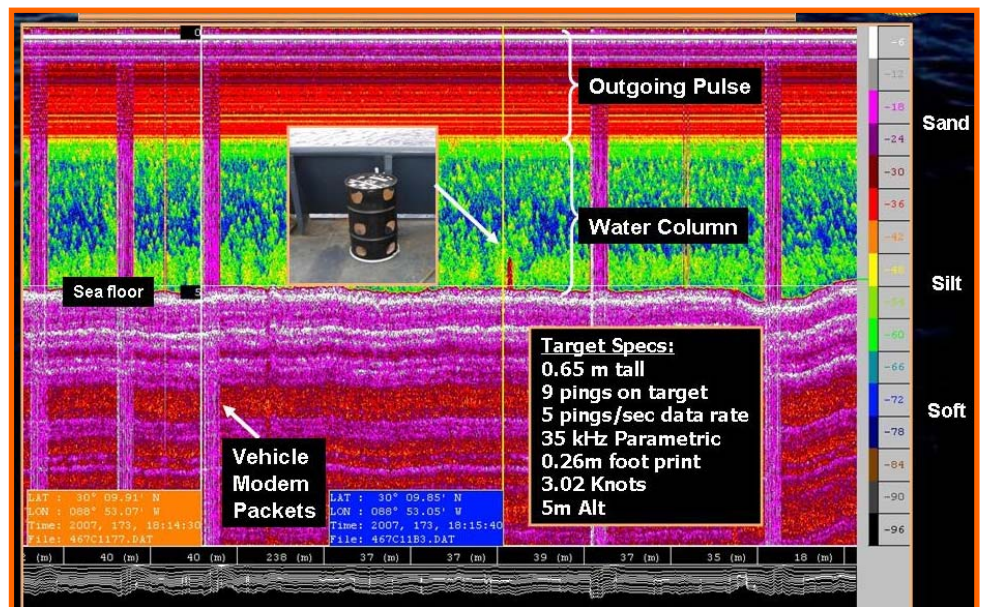 0
Outgoing Pulse
Water Column
Sea floor
5
Target Specs:
0.65 m tall
9 pings on target
5 pings/sec data rate
35 kHz Parametric
0.26m foot print
3.02 Knots
5m Alt
Vehicle
Modem
Packets
LAT : 30° 09.91' N
LON : 088° 53.07' W
Time: 2007, 173, 18:14:30
File: 467C1177.DAT
LAT : 30° 09.85' N
LON : 088° 53.05' W
Time: 2007, 173, 18:15:40
File: 467C11B3.DAT
(m) 40 (m) 40 (m) 238 (m) 37 (m) 37 (m) 39 (m) 37 (m) 35 (m) 18 (m)
-6
-12
-18
-24
-30
-36
-42
-48
-54
-60
-66
-72
-78
-84
-90
-96
Sand
Silt
Soft